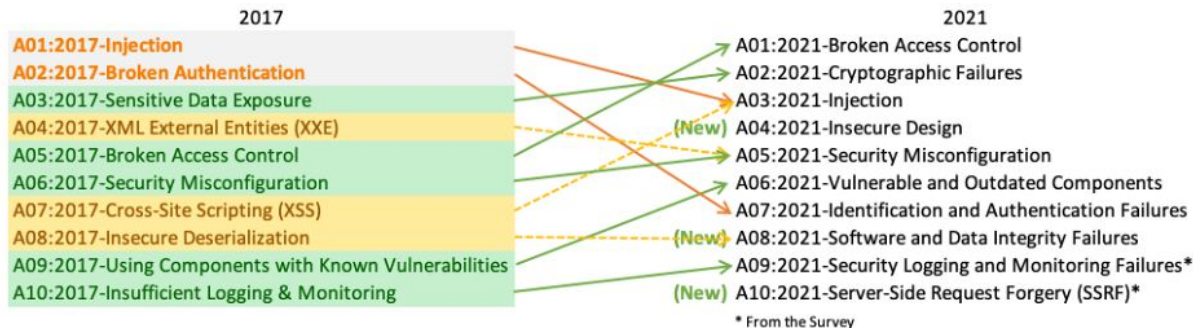 2017
A01:2017-Injection
A02:2017-Broken Authentication
A03:2017-Sensitive Data Exposure
A04:2017-XML External Entities (XXE)
A05:2017-Broken Access Control
A06:2017-Security Misconfiguration
A07:2017-Cross-Site Scripting (XSS)
A08:2017-Insecure Deserialization
A09:2017-Using Components with Known Vulnerabilities
A10:2017-Insufficient Logging & Monitoring
2021
A01:2021-Broken Access Control
A02:2021-Cryptographic Failures
A03:2021-Injection
(New) A04:2021-Insecure Design
A05:2021-Security Misconfiguration
A06:2021-Vulnerable and Outdated Components
A07:2021-Identification and Authentication Failures
(New) A08:2021-Software and Data Integrity Failures
A09:2021-Security Logging and Monitoring Failures*
(New) A10:2021-Server-Side Request Forgery (SSRF)*
* From the Survey